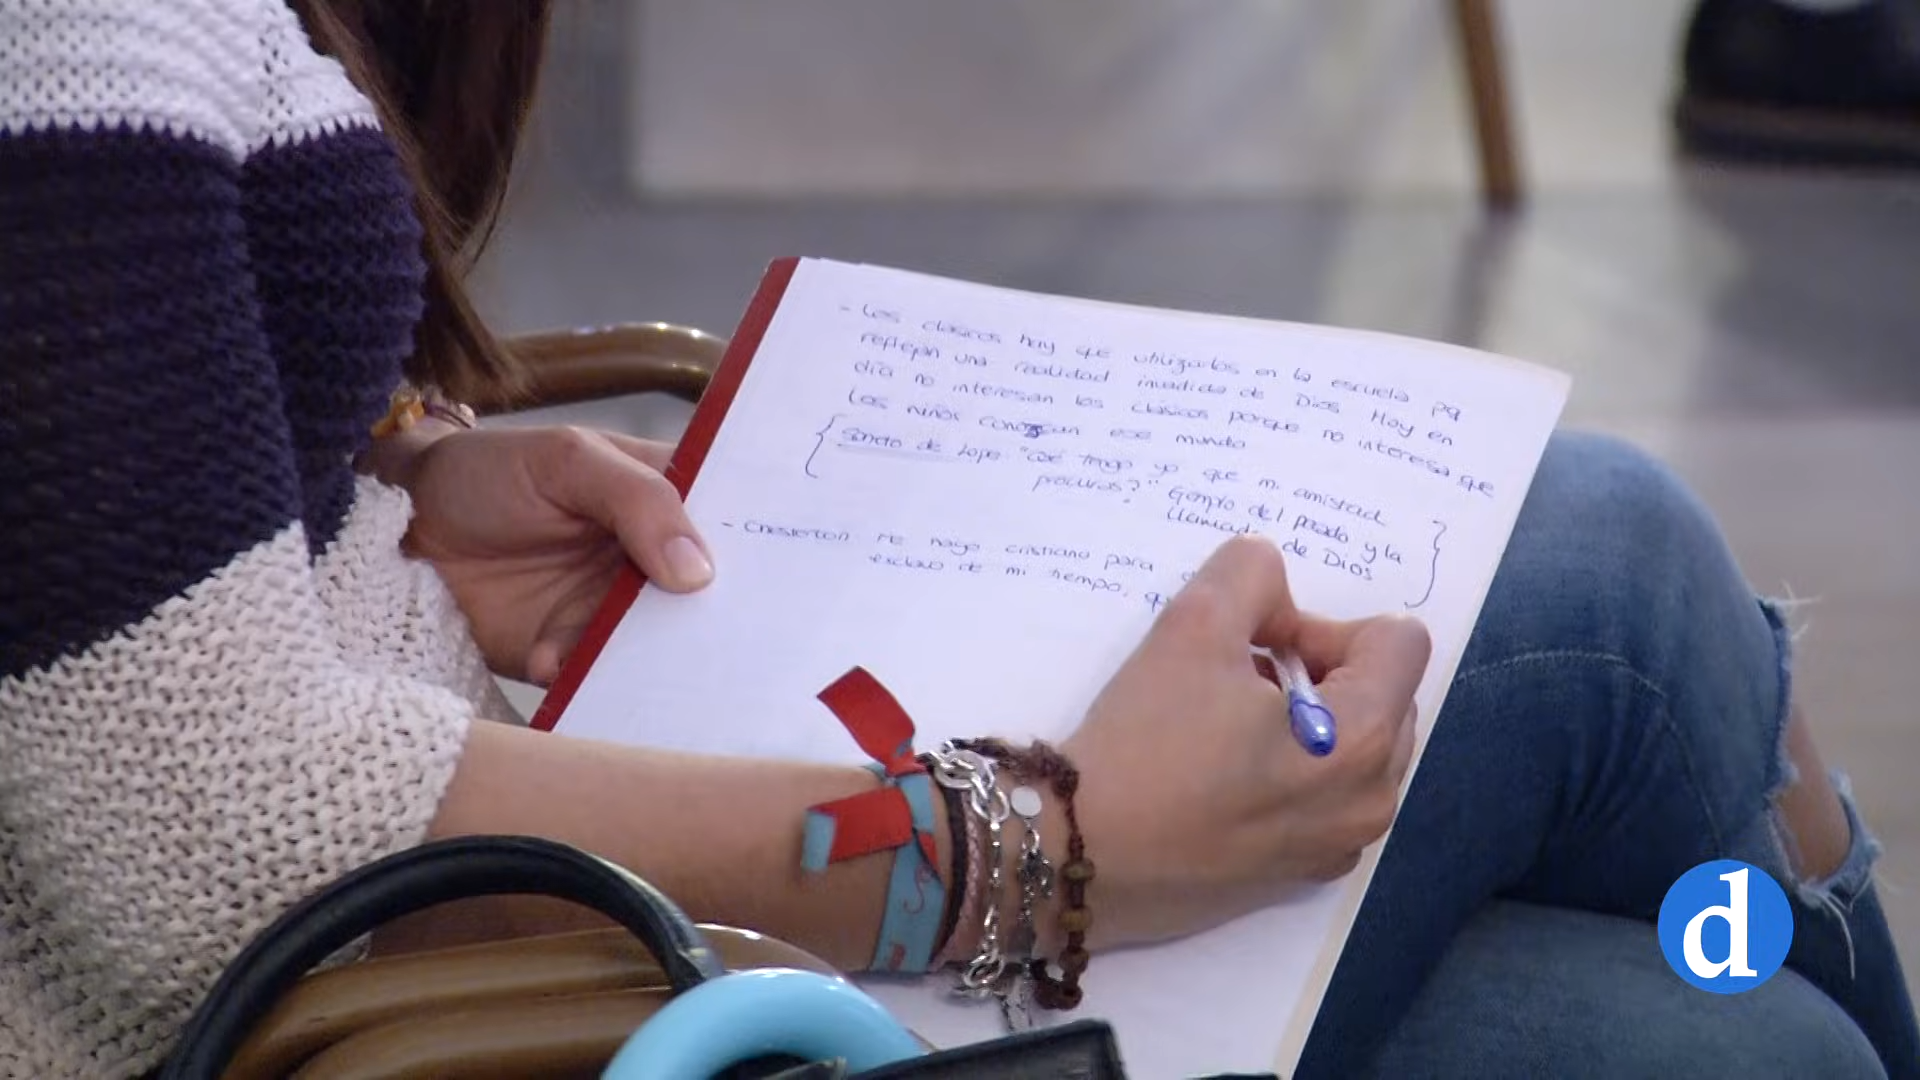 - Los clásicos hay que utilizarlos en la escuela pq
reflejan una realidad invadida de Dios Hoy en
día no interesan los clásicos porque no interesa que
los niños conozcan ese mundo
Soneto de Lope "Qué tengo yo que mi amistad
procuras?" Ejemplo del pasado y la
llamada de Dios
- Chesterton Me hago cristiano para
esclavo de mi tiempo, qu
d